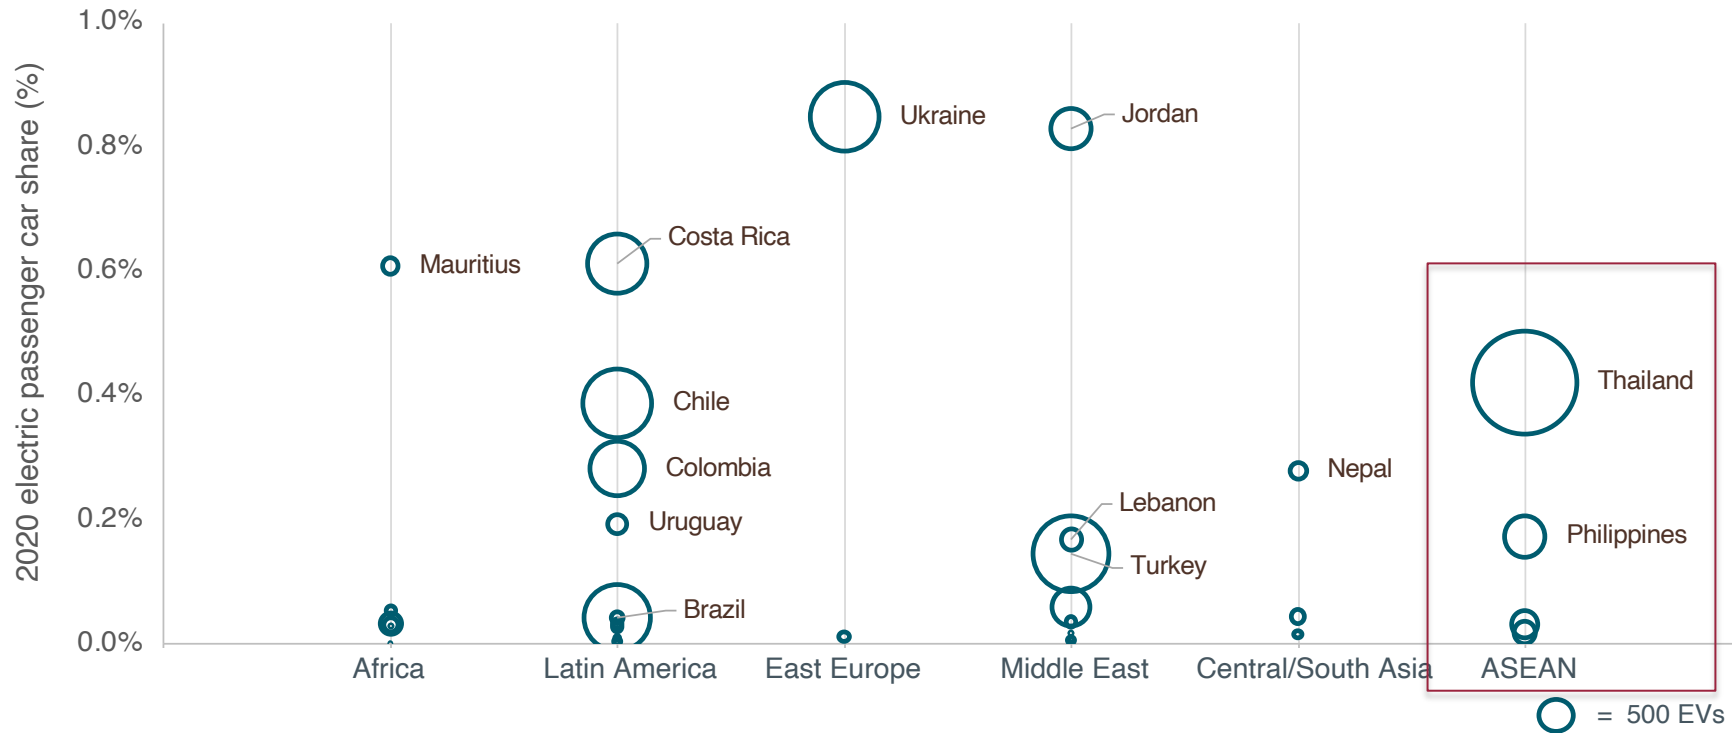 2020 electric passenger car share (%)
1.0%
0.8%
0.6%
0.4%
0.2%
0.0%
Ukraine
Jordan
Costa Rica
Mauritius
Thailand
Chile
Colombia
Nepal
Lebanon
Uruguay
Philippines
Turkey
Brazil
Africa
Latin America
East Europe
Middle East
Central/South Asia
ASEAN
= 500 EVs